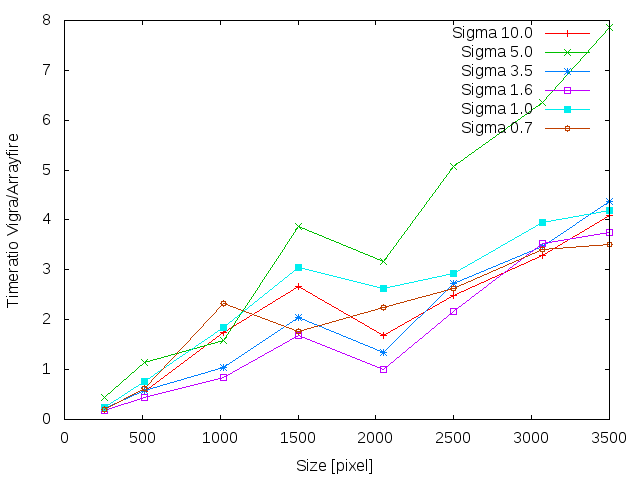 8
7
6
5
4
3
2
1
0
Timeratio Vigra/Arrayfire
Sigma 10.0
Sigma 5.0
Sigma 3.5
Sigma 1.6
Sigma 1.0
Sigma 0.7
0 500 1000 1500 2000 2500 3000 3500
Size [pixel]